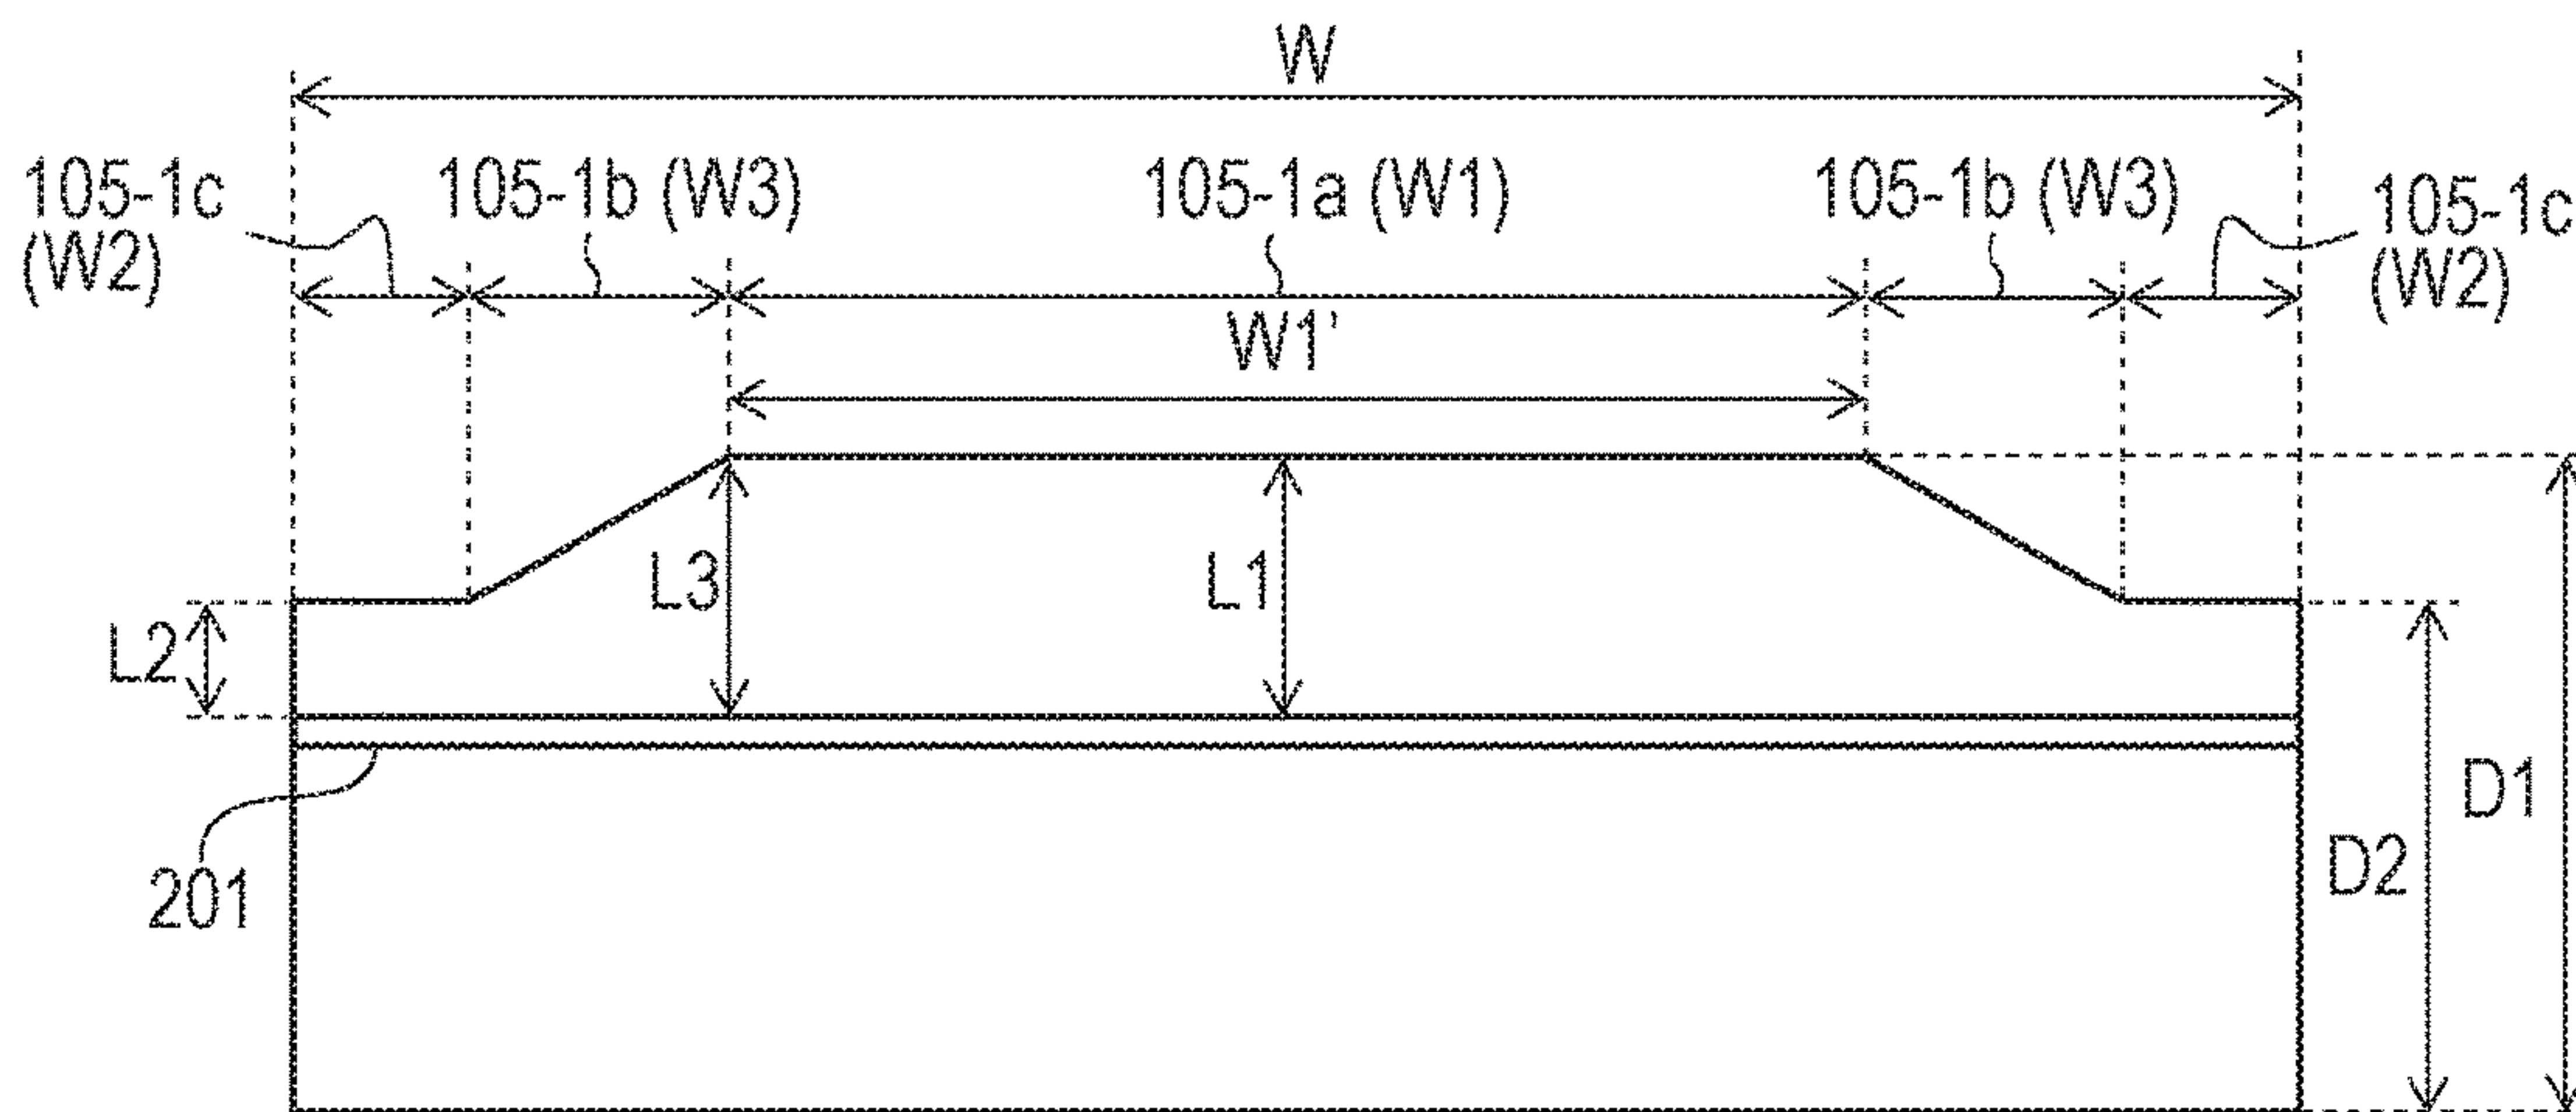 W
105-1c
(W2)
105-1b (W3)
105-1a (W1)
105-1b (W3)
105-1c
(W2)
W1'
L3
L1
L2
D1
D2
201